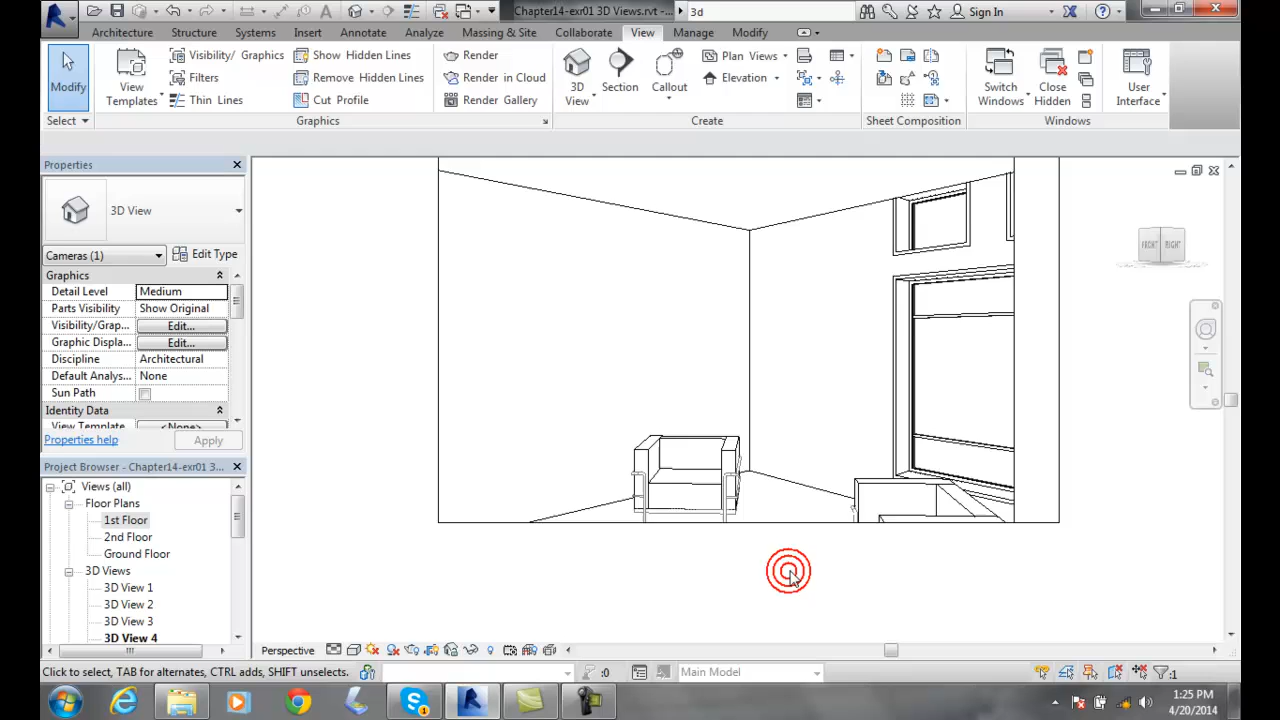 Chapter14-exr01 3D Views.rvt -...
3d
Sign In
Architecture Structure Systems Insert Annotate Analyze Massing & Site Collaborate View Manage Modify
Modify
View
Templates
Visibility/ Graphics
Filters
Thin Lines
Show Hidden Lines
Remove Hidden Lines
Cut Profile
Render
Render in Cloud
Render Gallery
3D
View
Section
Callout
Plan Views
Elevation
Switch
Windows
Close
Hidden
User
Interface
Select Graphics Create Sheet Composition Windows
Properties
3D View
Cameras (1) Edit Type
Graphics
Detail Level Medium
Parts Visibility Show Original
Visibility/Grap... Edit...
Graphic Displa... Edit...
Discipline Architectural
Default Analys... None
Sun Path
Identity Data
View Template <None>
Properties help Apply
Project Browser - Chapter14-exr01 3...
Views (all)
Floor Plans
1st Floor
2nd Floor
Ground Floor
3D Views
3D View 1
3D View 2
3D View 3
3D View 4
FRONT RIGHT
Perspective
Click to select, TAB for alternates, CTRL adds, SHIFT unselects.
:0
Main Model
:1
1:25 PM
4/20/2014